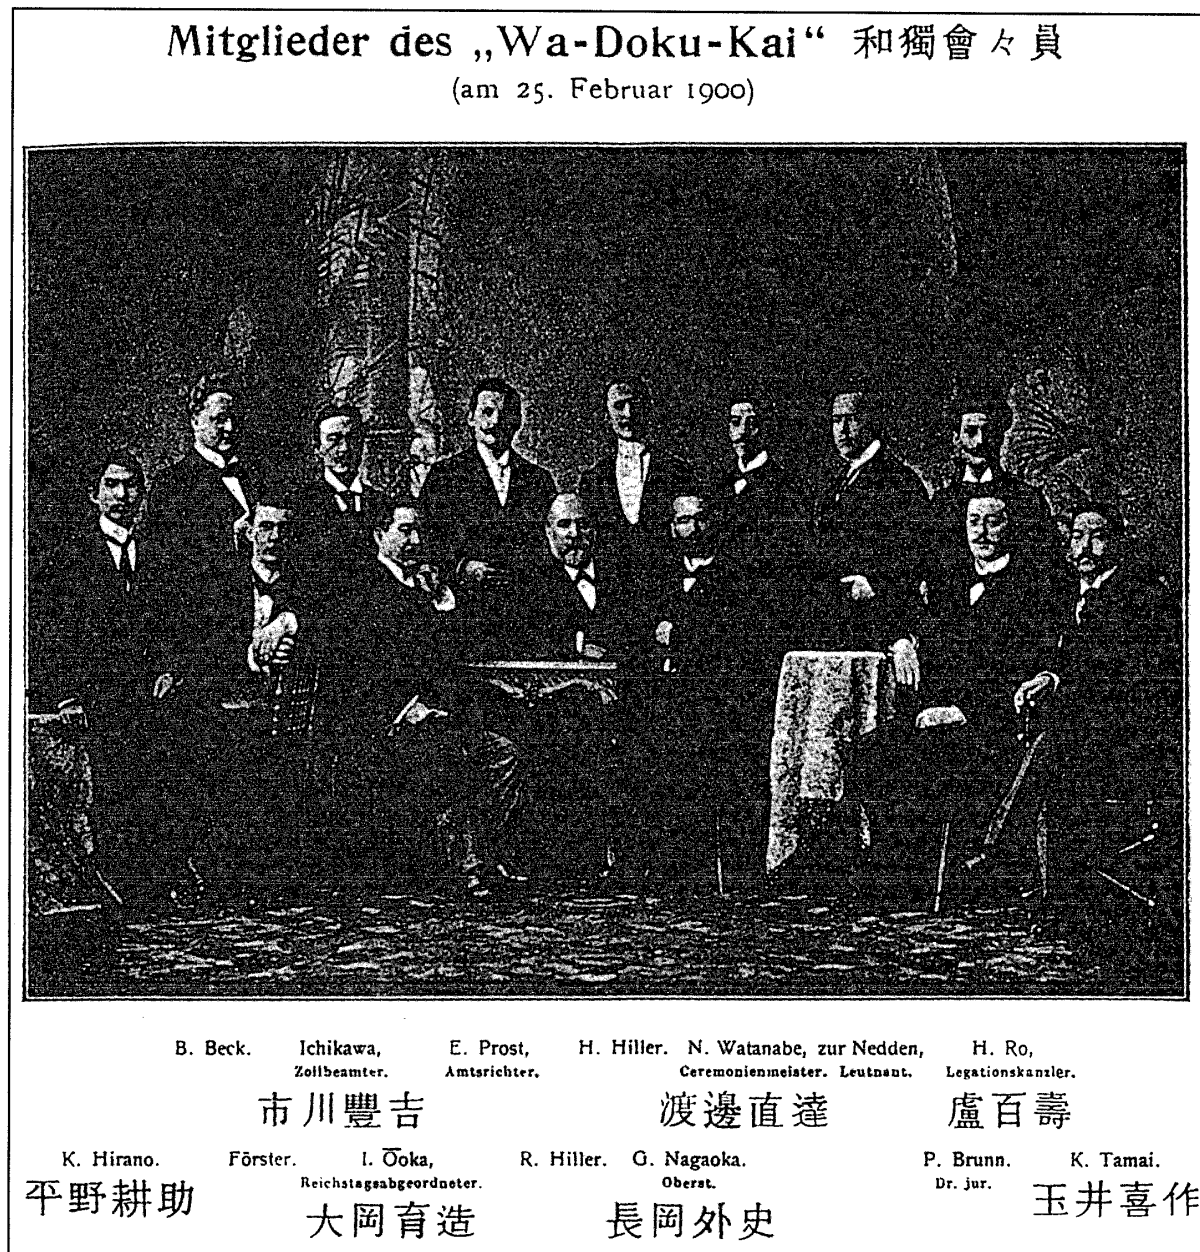 Mitglieder des „Wa-Doku-Kai“ 和獨會々員
(am 25. Februar 1900)
B. Beck. Ichikawa, E. Prost, H. Hiller. N. Watanabe, zur Nedden, H. Ro,
Zollbeamter. Amtsrichter. Ceremonienmeister. Leutnant. Legationskanzler.
市川豐吉 渡邊直達 盧百壽
K. Hirano. Förster. I. Ōoka, R. Hiller. G. Nagaoka. P. Brunn. K. Tamai.
Reichstagsabgeordneter. Oberst. Dr. jur.
平野耕助 大岡育造 長岡外史 玉井喜作